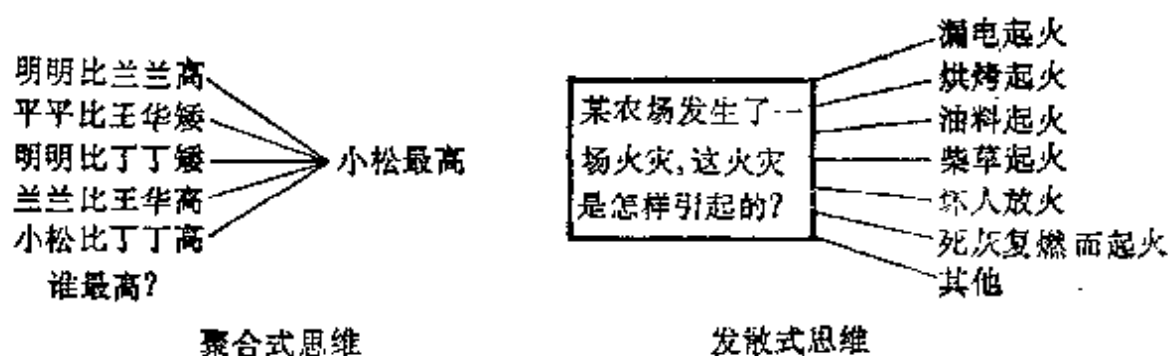 明明比兰兰高
平平比王华矮
明明比丁丁矮
兰兰比王华高
小松比丁丁高
谁最高?
小松最高
聚合式思维
某农场发生了一
场火灾,这火灾
是怎样引起的?
漏电起火
烘烤起火
油料起火
柴草起火
坏人放火
死灰复燃而起火
其他
发散式思维